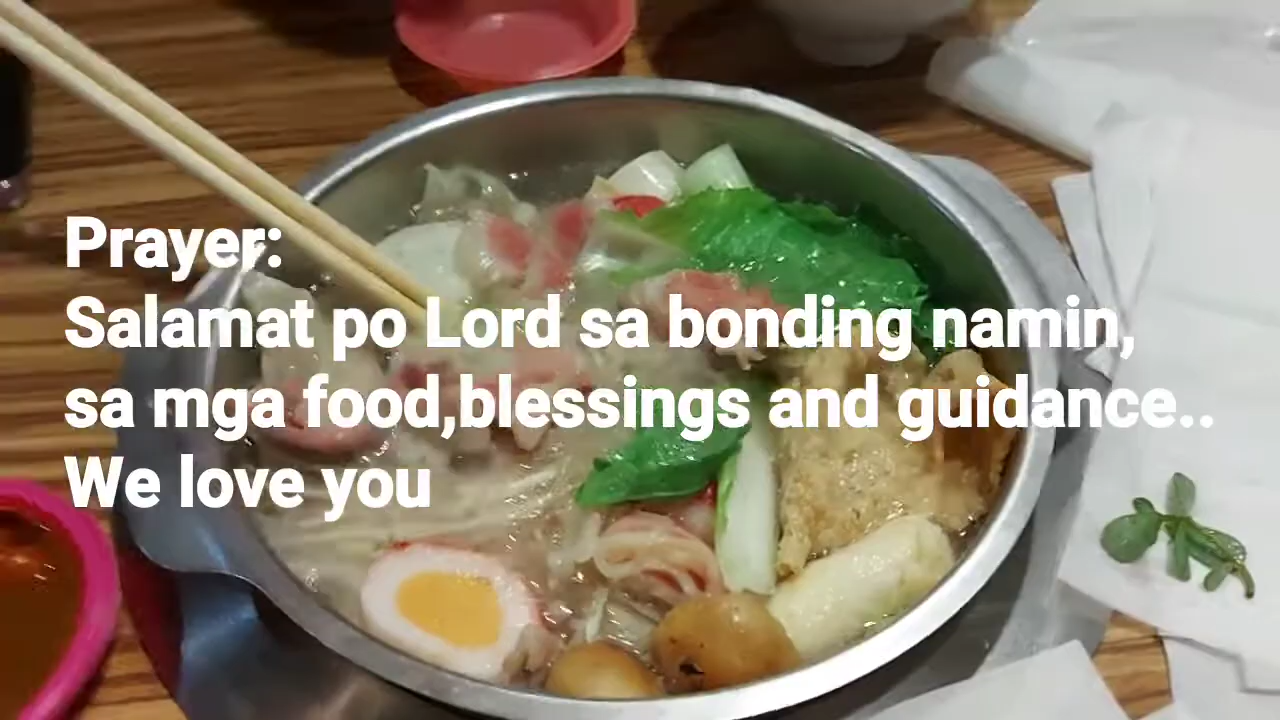 Prayer:
Salamat po Lord sa bonding namin,
sa mga food,blessings and guidance..
We love you